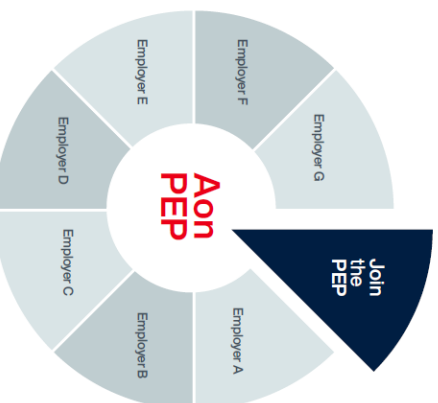 Aon
PEP
Join
the
PEP
Employer A
Employer B
Employer C
Employer D
Employer E
Employer F
Employer G